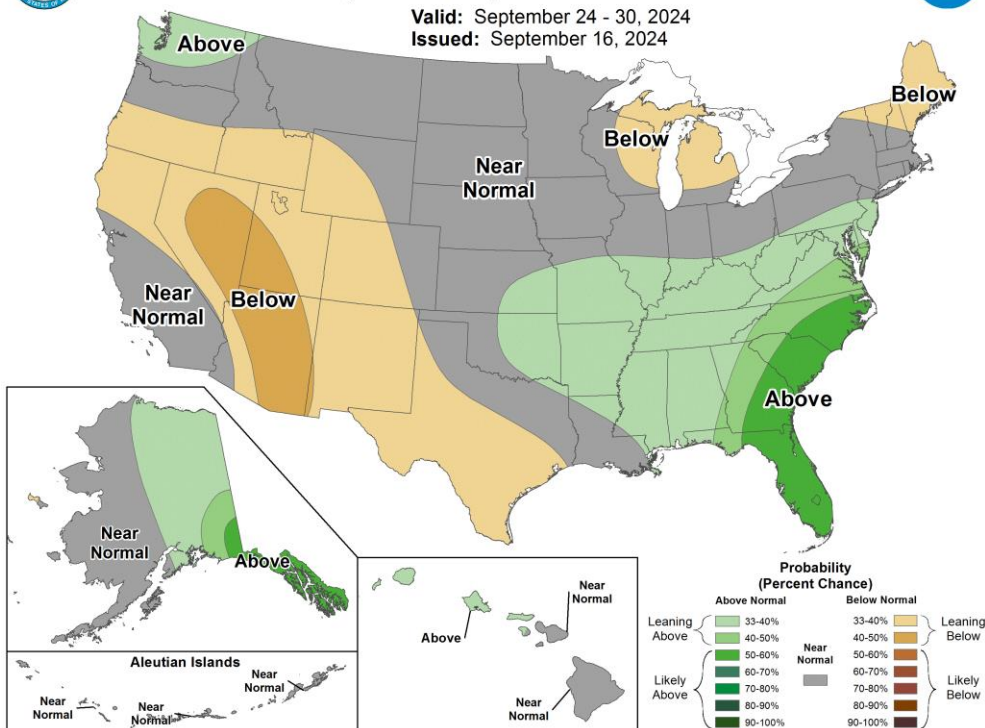 STATES OF
Valid: September 24 - 30, 2024
Issued: September 16, 2024
Above
Below
Below
Near
Normal
Near
Normal
Below
Above
Near
Normal
Above
Near
Normal
Above
Near
Normal
Aleutian Islands
Near
Normal
Near
Normal
Near
Normal
Probability
(Percent Chance)
Above Normal
Below Normal
Leaning
Above
33-40%
40-50%
Likely
Above
50-60%
60-70%
70-80%
80-90%
90-100%
Near
Normal
33-40%
40-50%
Leaning
Below
50-60%
60-70%
70-80%
80-90%
90-100%
Likely
Below